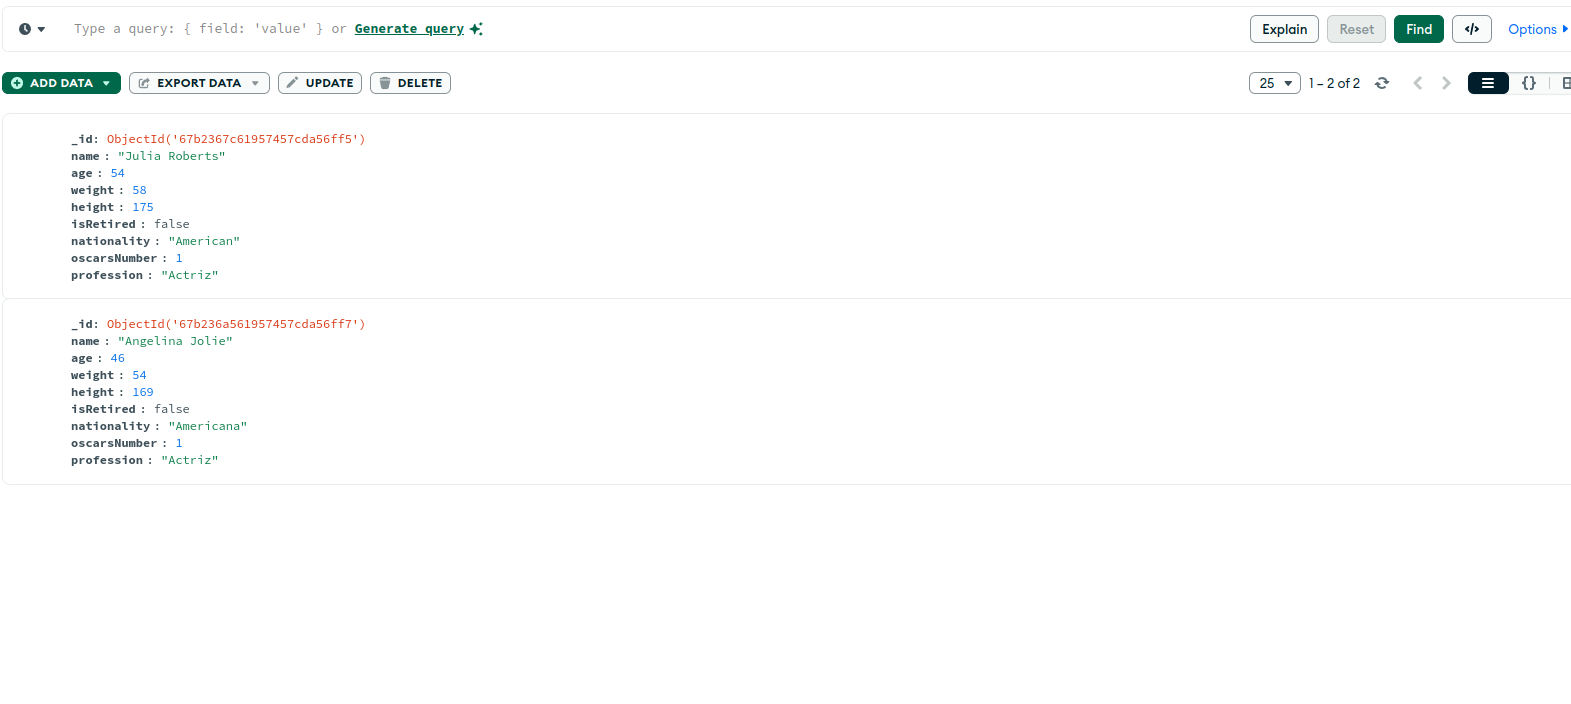 Type a query: { field: 'value' } or Generate query
Explain Reset Find </> Options
ADD DATA EXPORT DATA UPDATE DELETE 25 1 – 2 of 2 {}
_id: ObjectId('67b2367c61957457cda56ff5')
name : "Julia Roberts"
age : 54
weight : 58
height : 175
isRetired : false
nationality : "American"
oscarsNumber : 1
profession : "Actriz"
_id: ObjectId('67b236a561957457cda56ff7')
name : "Angelina Jolie"
age : 46
weight : 54
height : 169
isRetired : false
nationality : "Americana"
oscarsNumber : 1
profession : "Actriz"